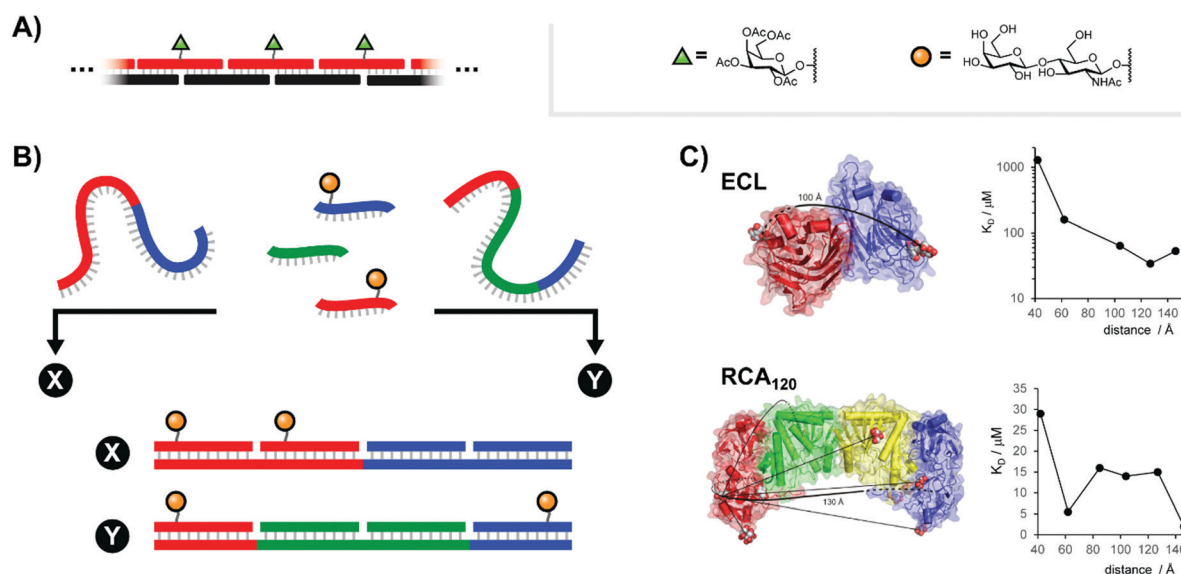 A)
... ...
= OAc OAc AcO O AcO OAc
= OH OH HO O OH O HO OH O NHAc
B)
X
Y
X
Y
C)
ECL
100 Å
K_D / μM
1000
100
10
40 60 80 100 120 140
distance / Å
RCA₁₂₀
130 Å
K_D / μM
35
30
25
20
15
10
5
0
40 60 80 100 120 140
distance / Å